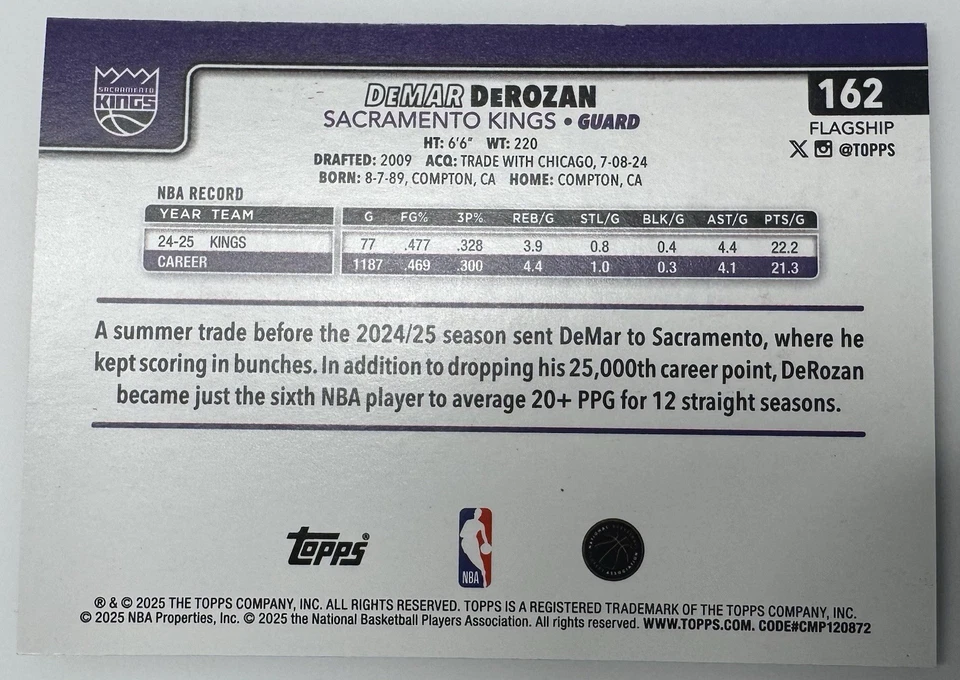 SACRAMENTO
KINGS
DeMAR DeROZAN
SACRAMENTO KINGS • GUARD
162
FLAGSHIP
@TOPPS
HT: 6'6" WT: 220
DRAFTED: 2009 ACQ: TRADE WITH CHICAGO, 7-08-24
BORN: 8-7-89, COMPTON, CA HOME: COMPTON, CA
NBA RECORD
YEAR TEAM G FG% 3P% REB/G STL/G BLK/G AST/G PTS/G
24-25 KINGS 77 .477 .328 3.9 0.8 0.4 4.4 22.2
CAREER 1187 .469 .300 4.4 1.0 0.3 4.1 21.3
A summer trade before the 2024/25 season sent DeMar to Sacramento, where he
kept scoring in bunches. In addition to dropping his 25,000th career point, DeRozan
became just the sixth NBA player to average 20+ PPG for 12 straight seasons.
topps®
NBA
® & © 2025 THE TOPPS COMPANY, INC. ALL RIGHTS RESERVED. TOPPS IS A REGISTERED TRADEMARK OF THE TOPPS COMPANY, INC.
© 2025 NBA Properties, Inc. © 2025 the National Basketball Players Association. All rights reserved. WWW.TOPPS.COM. CODE#CMP120872